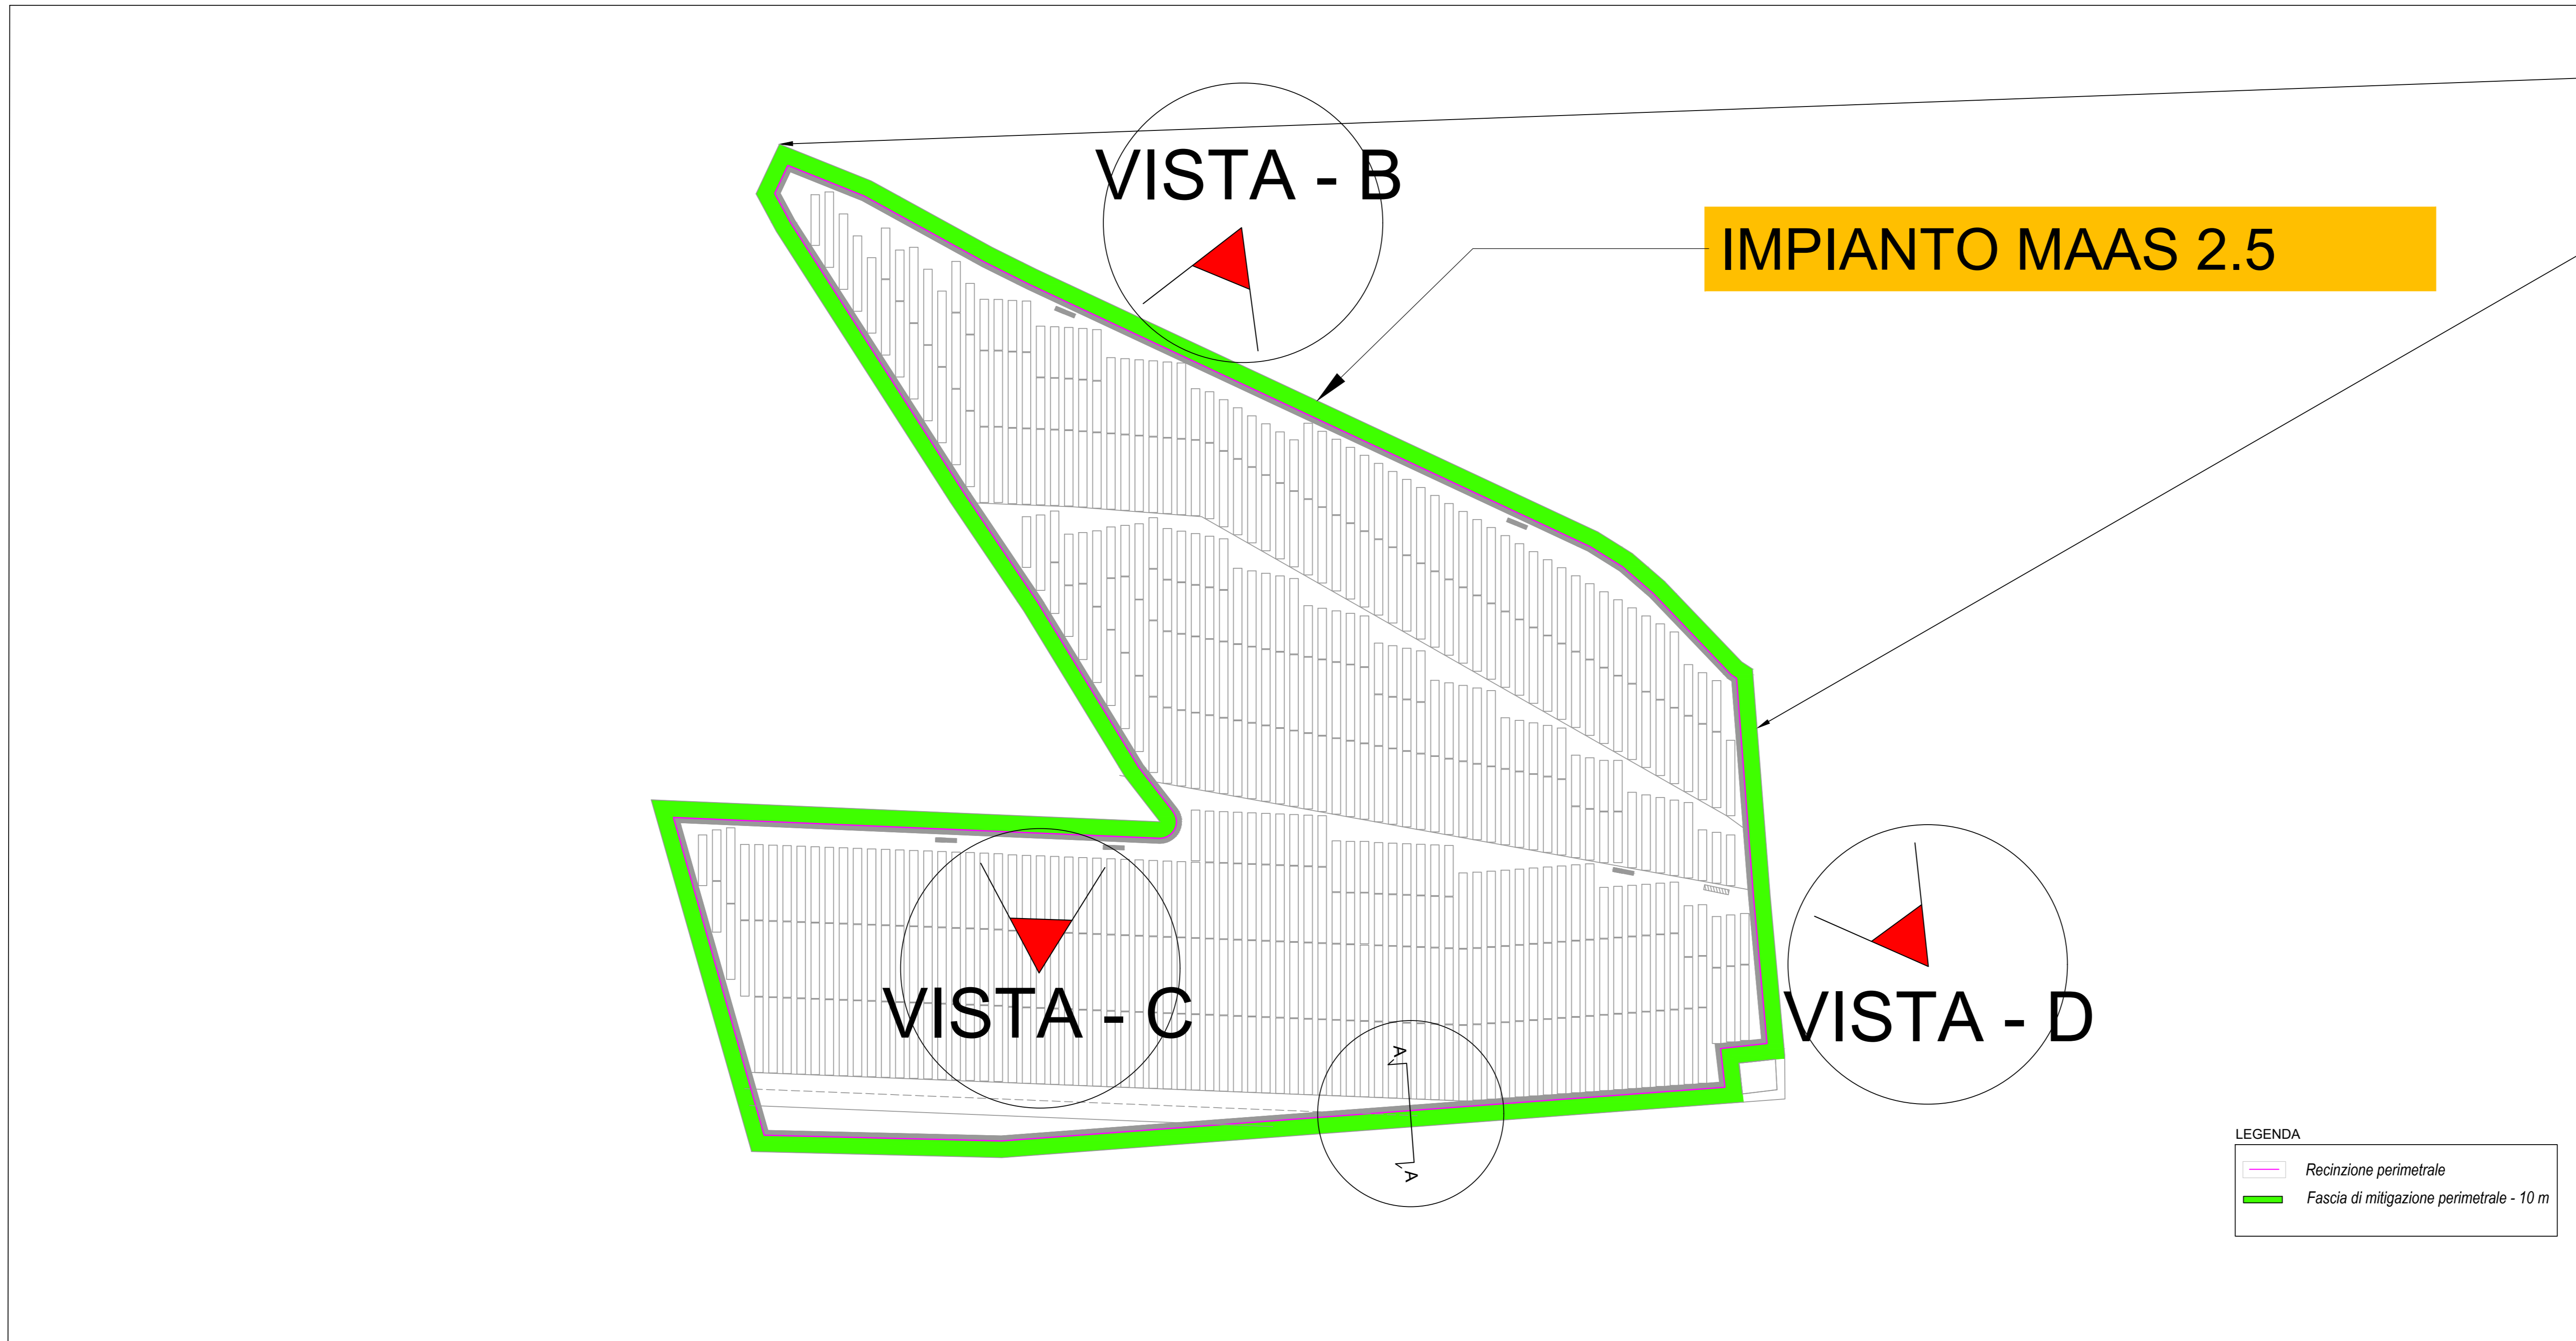 VISTA - B
IMPIANTO MAAS 2.5
VISTA - C
VISTA - D
A
A
LEGENDA
Recinzione perimetrale
Fascia di mitigazione perimetrale - 10 m